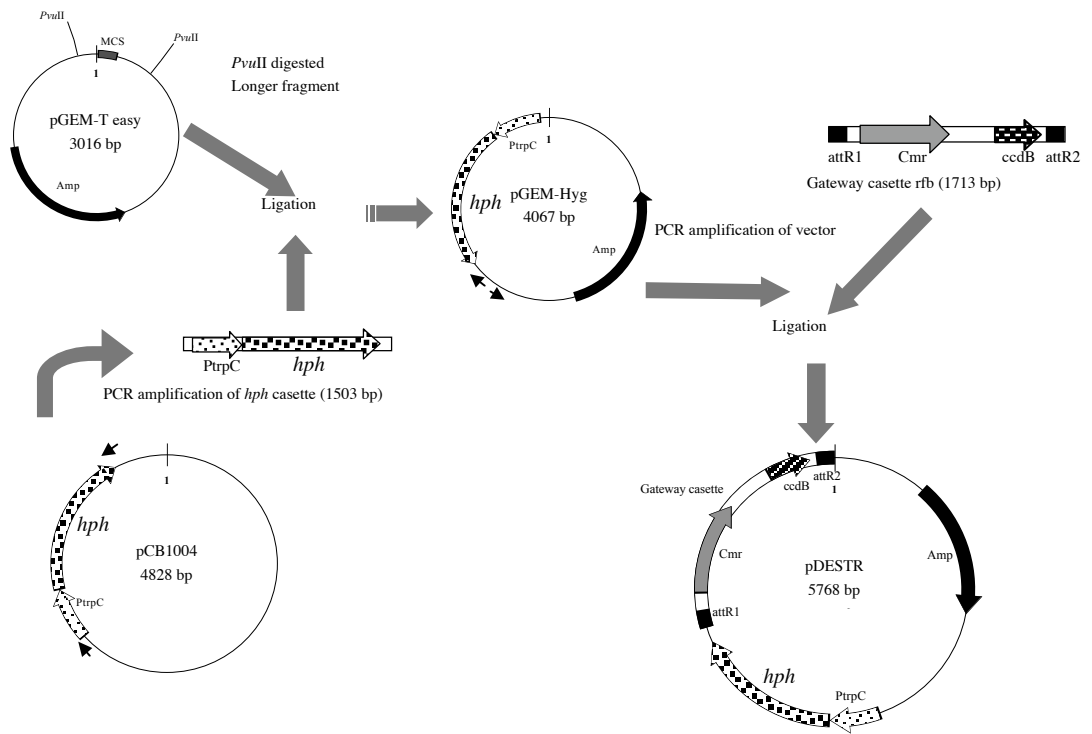 PvuII
MCS
PvuII
1
pGEM-T easy
3016 bp
Amp
PvuII digested
Longer fragment
Ligation
PtrpC
hph
PCR amplification of hph casette (1503 bp)
1
hph
pCB1004
4828 bp
PtrpC
PtrpC
1
hph
pGEM-Hyg
4067 bp
Amp
PCR amplification of vector
attR1
Cmr
ccdB
attR2
Gateway casette rfb (1713 bp)
Ligation
attR2
ccdB
1
Gateway casette
Cmr
Amp
pDESTR
5768 bp
attR1
hph
PtrpC